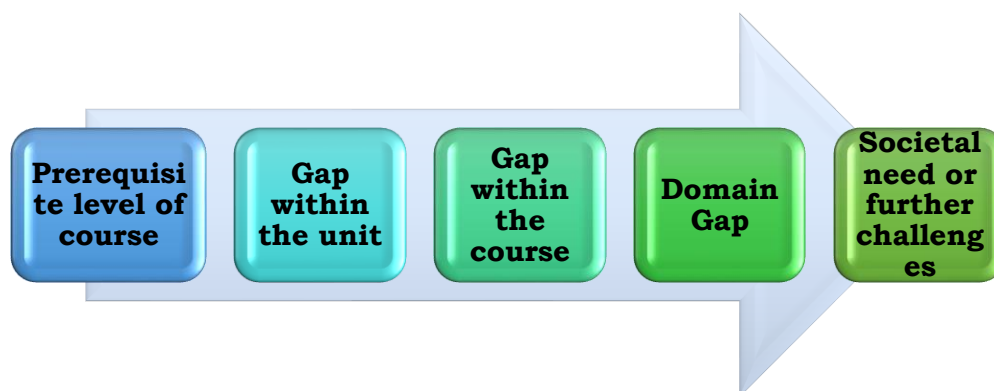 Prerequisi
te level of
course
Gap
within
the unit
Gap
within
the
course
Domain
Gap
Societal
need or
further
challeng
es